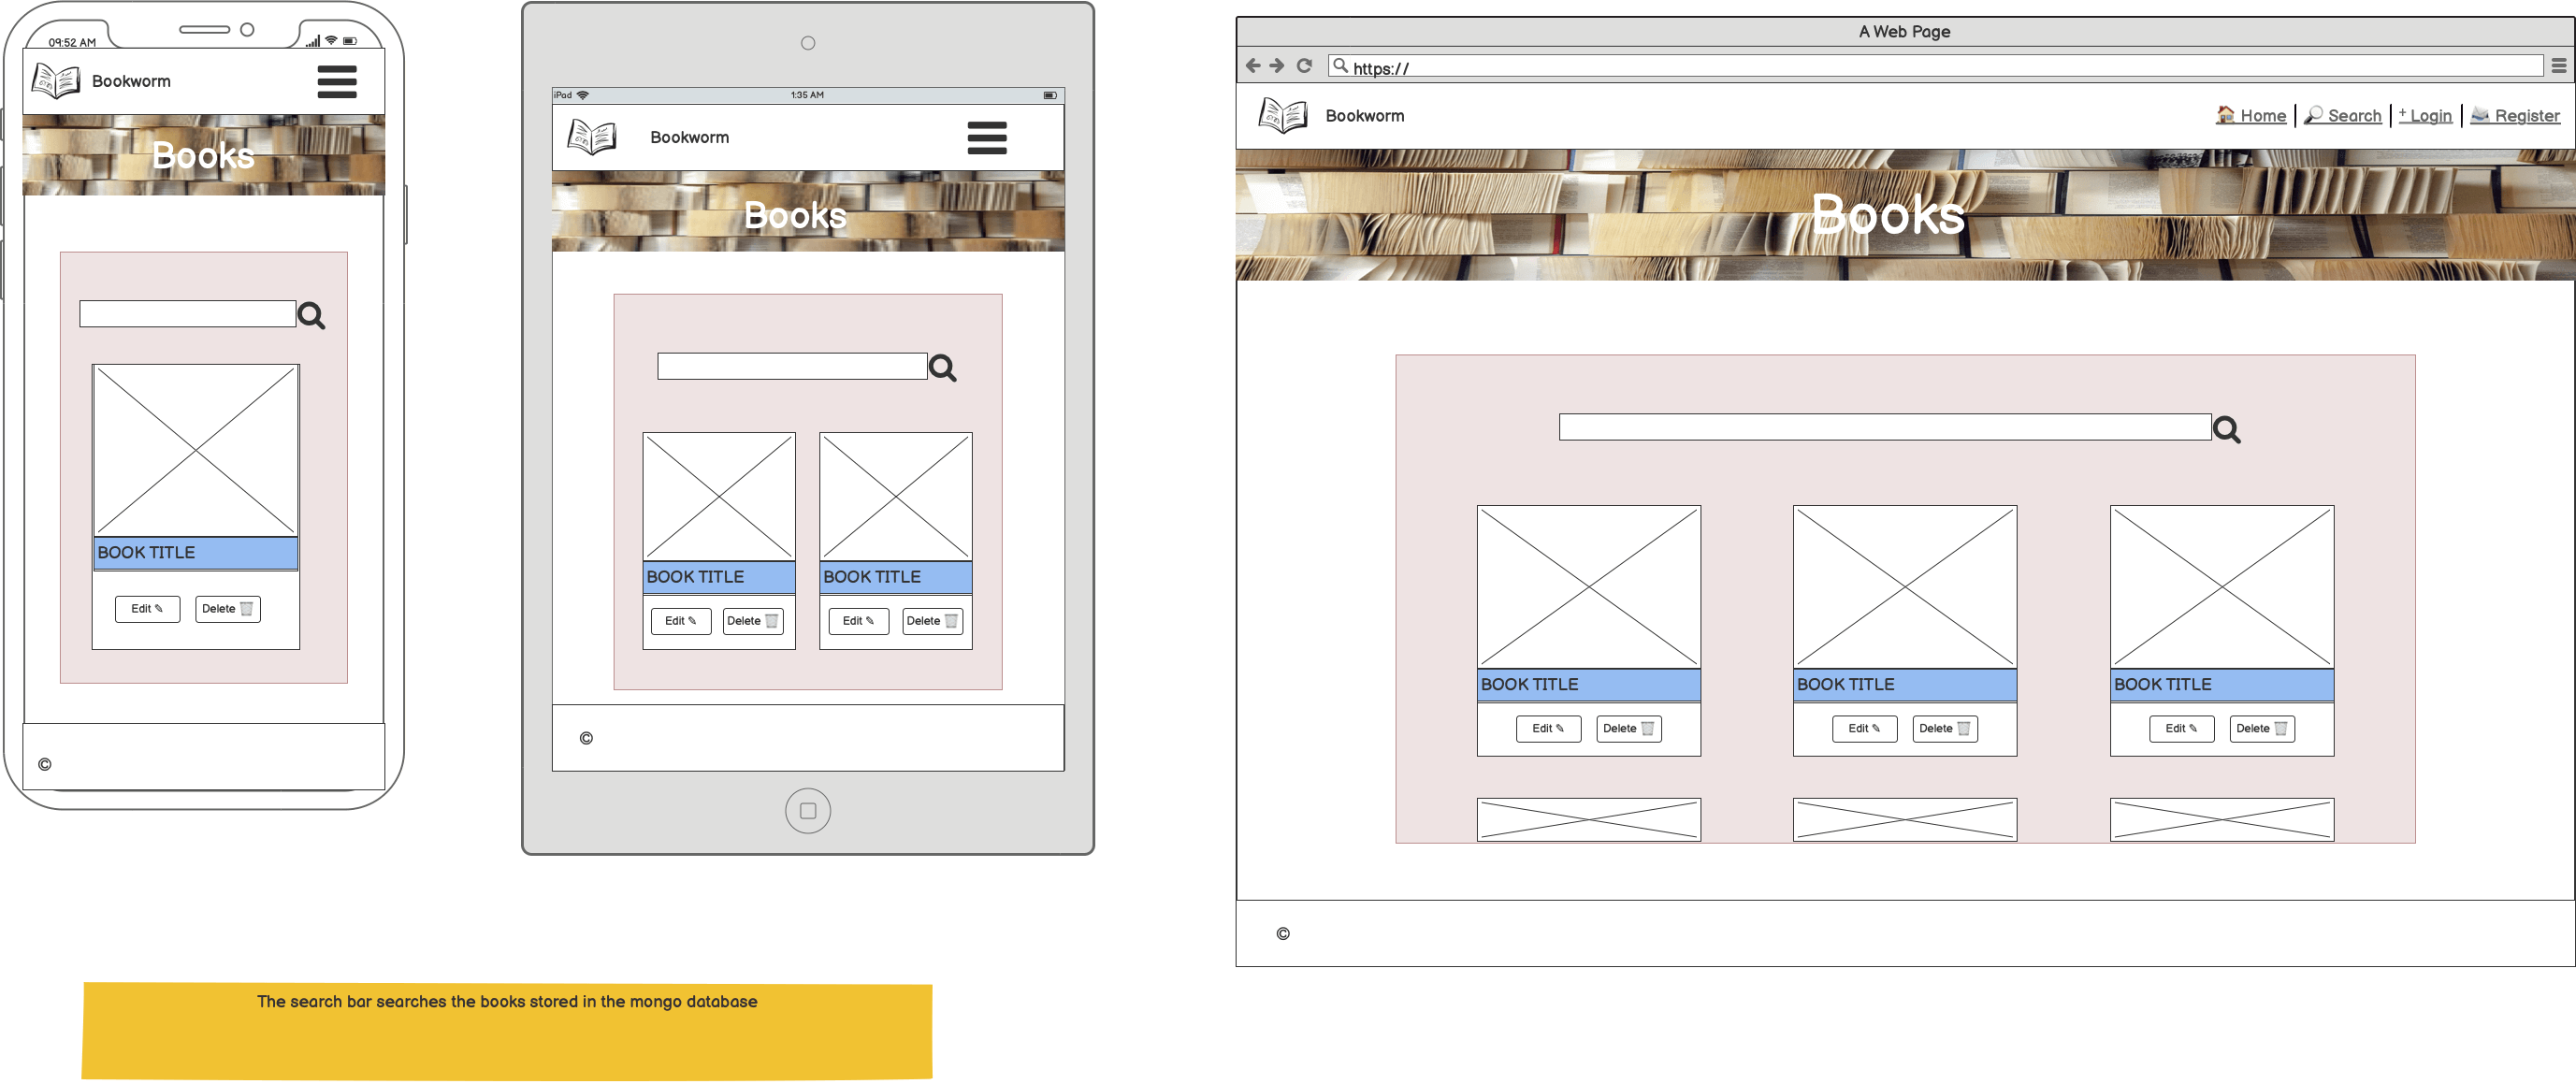 09:52 AM
Bookworm
Books
BOOK TITLE
Edit ✎ Delete
©
iPad 1:35 AM
Bookworm
Books
BOOK TITLE BOOK TITLE
Edit ✎ Delete Edit ✎ Delete
©
A Web Page
https://
Bookworm Home Search + Login Register
Books
BOOK TITLE BOOK TITLE BOOK TITLE
Edit ✎ Delete Edit ✎ Delete Edit ✎ Delete
©
The search bar searches the books stored in the mongo database